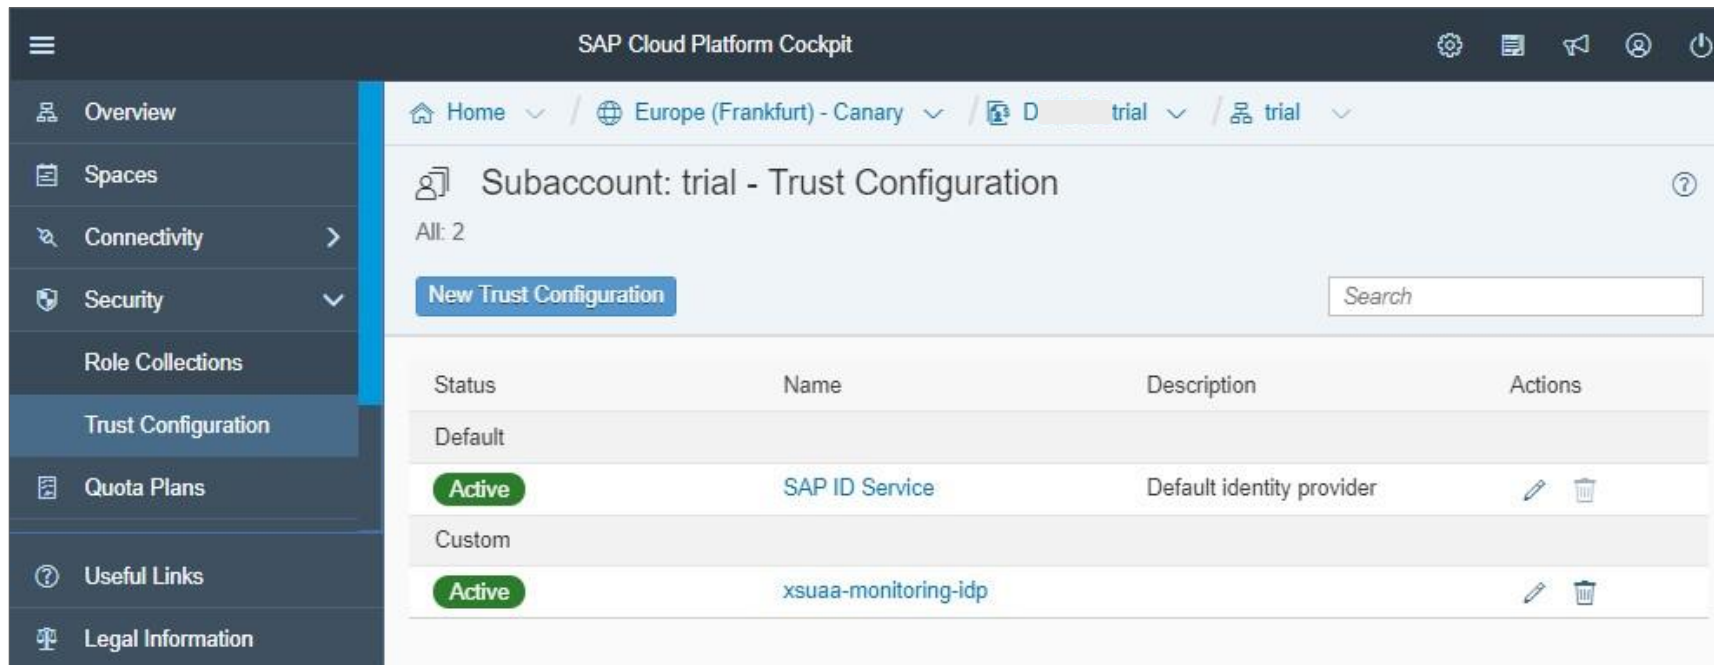 SAP Cloud Platform Cockpit
Overview
Spaces
Connectivity
Security
Role Collections
Trust Configuration
Quota Plans
Useful Links
Legal Information
Home / Europe (Frankfurt) - Canary / D trial / trial
Subaccount: trial - Trust Configuration
All: 2
New Trust Configuration Search
Status Name Description Actions
Default
Active SAP ID Service Default identity provider
Custom
Active xsuaa-monitoring-idp